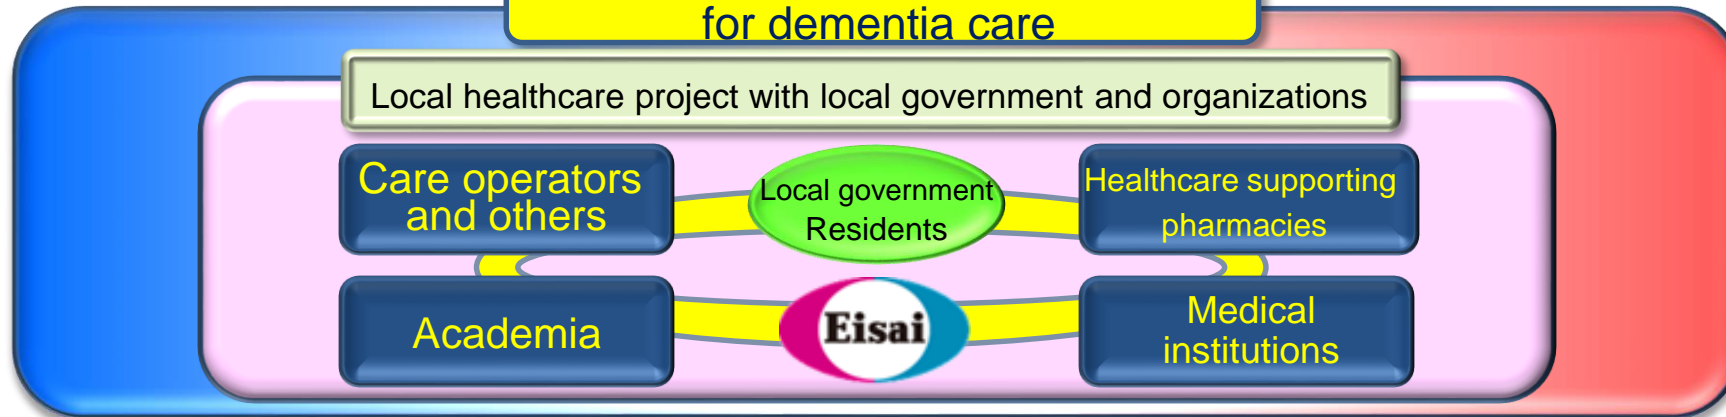 for dementia care
Local healthcare project with local government and organizations
Care operators
and others
Local government
Residents
Healthcare supporting
pharmacies
Academia
Eisai
Medical
institutions